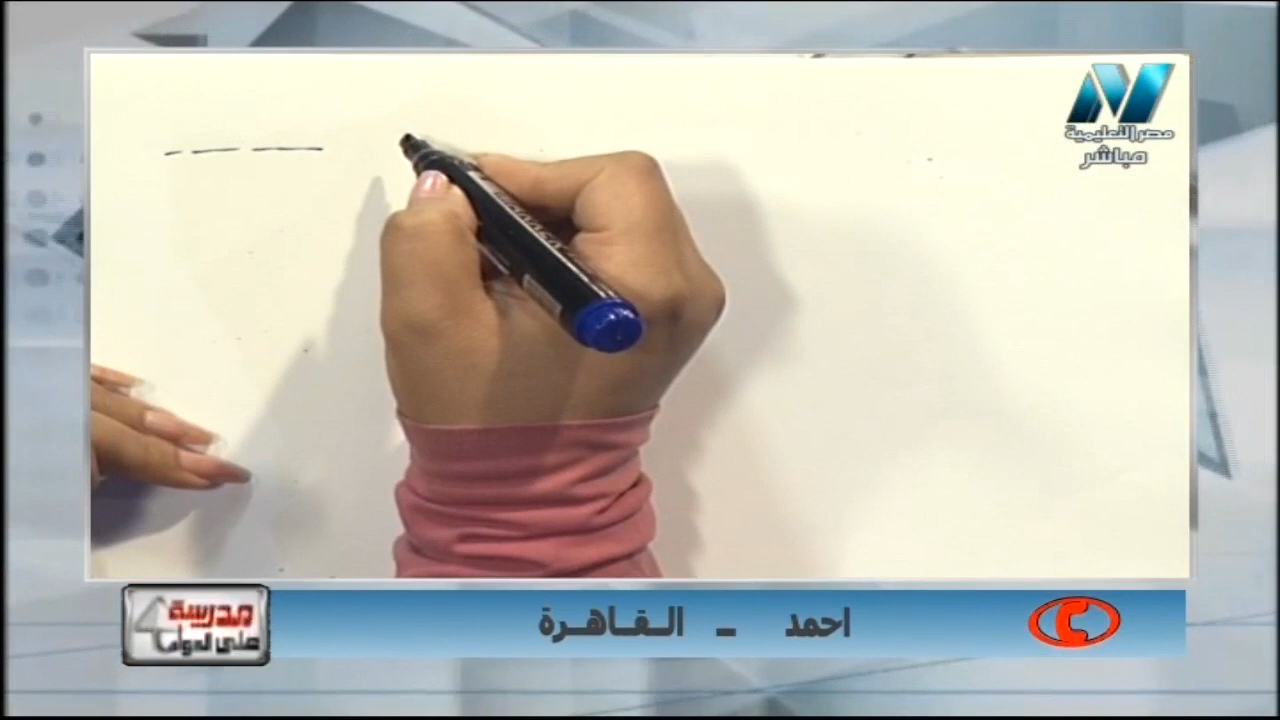 مصر التعليمية
مباشر
احمد - القاهرة
مدرسة
على الهواء